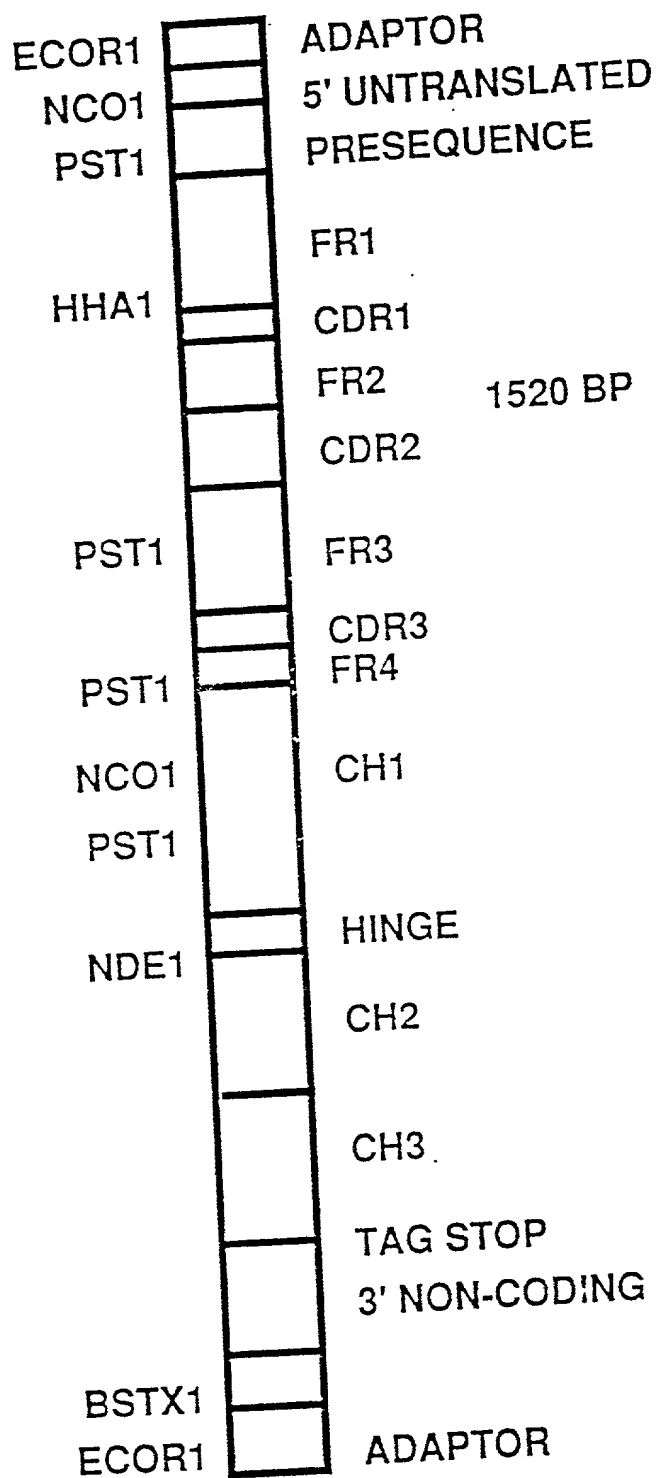 ECOR1 ADAPTOR
5' UNTRANSLATED
NCO1
PRESEQUENCE
PST1
FR1
HHA1
CDR1
FR2
1520 BP
CDR2
PST1
FR3
CDR3
FR4
PST1
NCO1
CH1
PST1
HINGE
NDE1
CH2
CH3
TAG STOP
3' NON-CODING
BSTX1
ECOR1 ADAPTOR